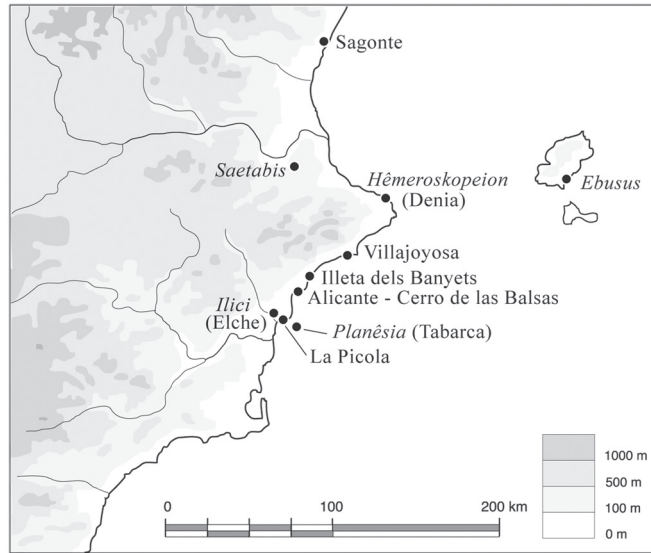 Sagonte
Saetabis
Hêmeroskopeion
(Denia)
Ebusus
Villajoyosa
Illeta dels Banyets
Alicante - Cerro de las Balsas
Ilici
(Elche)
Planêsia (Tabarca)
La Picola
1000 m
500 m
100 m
0 m
0 100 200 km